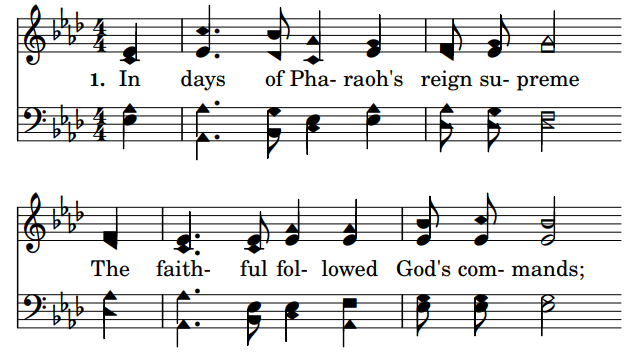 1. In days of Pha- raoh's reign su- preme
The faith- ful fol- lowed God's com- mands;